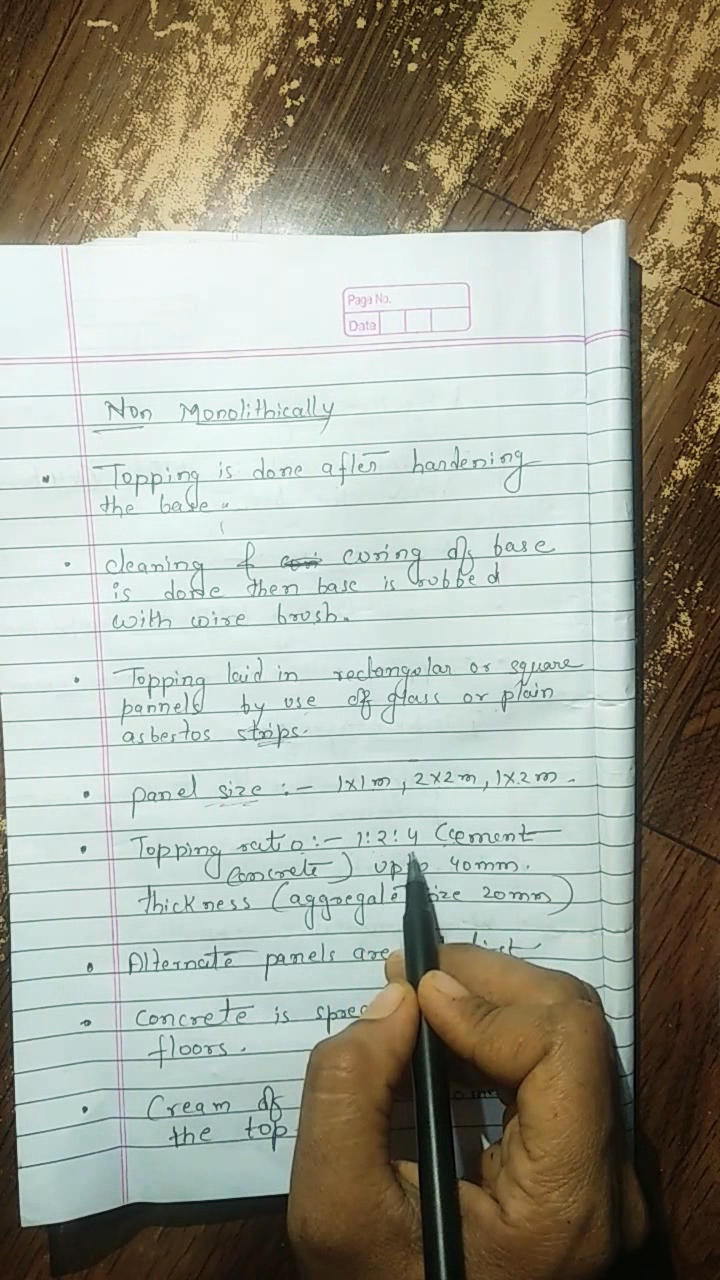 Page No.
Date
Non Monolithically
• Topping is done after hardening
the base.
• cleaning & curing of base
is done then base is rubbed
with wire brush.
• Topping laid in rectangular or square
pannels by use of glass or plain
asbestos strips.
• panel size :- 1x1m, 2x2m, 1x2m.
• Topping ratio :- 1:2:4 (cement
concrete) upto 40mm.
thickness (aggregate size 20mm)
• Alternate panels are
• Concrete is
floors.
• Cream of
the top